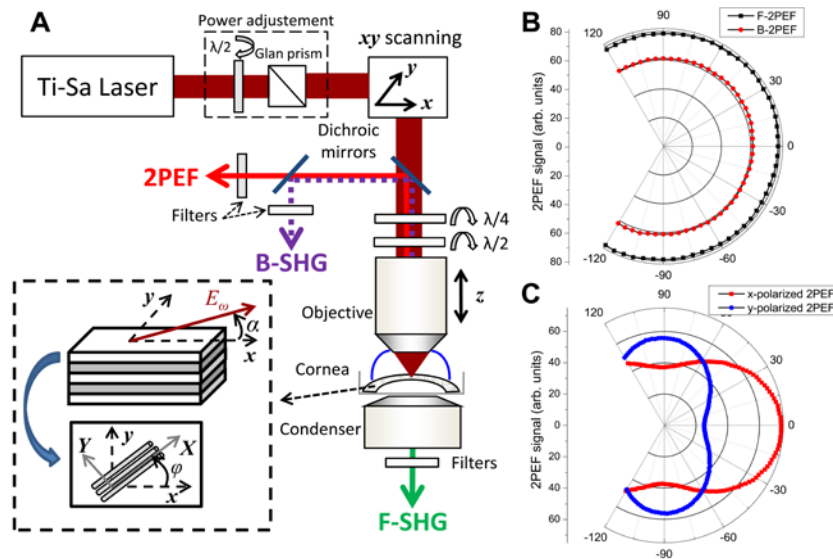 A
Power adjustement
λ/2
Glan prism
Ti-Sa Laser
xy scanning
y
x
Dichroic
mirrors
2PEF
Filters
B-SHG
λ/4
λ/2
Objective
z
Cornea
Condenser
Filters
F-SHG
y
Eω
α
x
Y
y
X
φ
x
B
F-2PEF
B-2PEF
2PEF signal (arb. units)
80
60
40
20
0
20
40
60
80
120
90
30
0
-30
-60
-90
-120
C
x-polarized 2PEF
y-polarized 2PEF
2PEF signal (arb. units)
80
60
40
20
0
20
40
60
80
120
90
30
0
-30
-60
-90
-120